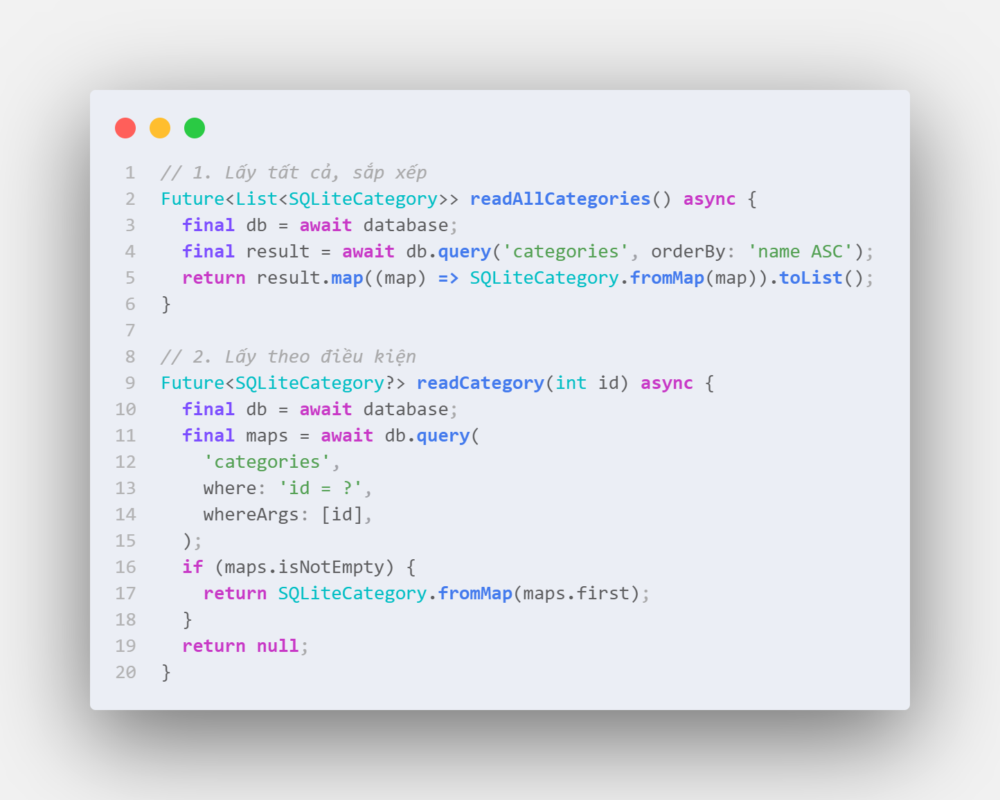 1 // 1. Lấy tất cả, sắp xếp
2 Future<List<SQLiteCategory>> readAllCategories() async {
3   final db = await database;
4   final result = await db.query('categories', orderBy: 'name ASC');
5   return result.map((map) => SQLiteCategory.fromMap(map)).toList();
6 }
7
8 // 2. Lấy theo điều kiện
9 Future<SQLiteCategory?> readCategory(int id) async {
10   final db = await database;
11   final maps = await db.query(
12     'categories',
13     where: 'id = ?',
14     whereArgs: [id],
15   );
16   if (maps.isNotEmpty) {
17     return SQLiteCategory.fromMap(maps.first);
18   }
19   return null;
20 }